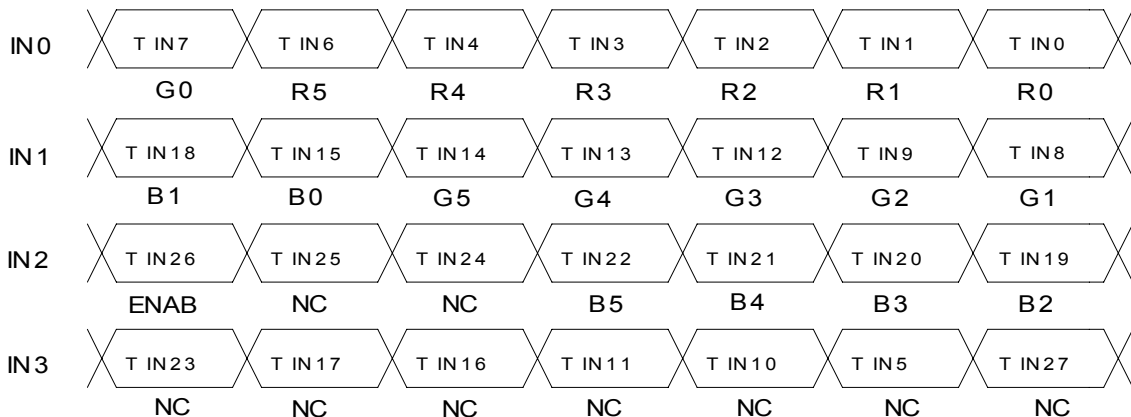 IN0 T IN7 T IN6 T IN4 T IN3 T IN2 T IN1 T IN0
G0 R5 R4 R3 R2 R1 R0
IN1 T IN18 T IN15 T IN14 T IN13 T IN12 T IN9 T IN8
B1 B0 G5 G4 G3 G2 G1
IN2 T IN26 T IN25 T IN24 T IN22 T IN21 T IN20 T IN19
ENAB NC NC B5 B4 B3 B2
IN3 T IN23 T IN17 T IN16 T IN11 T IN10 T IN5 T IN27
NC NC NC NC NC NC NC